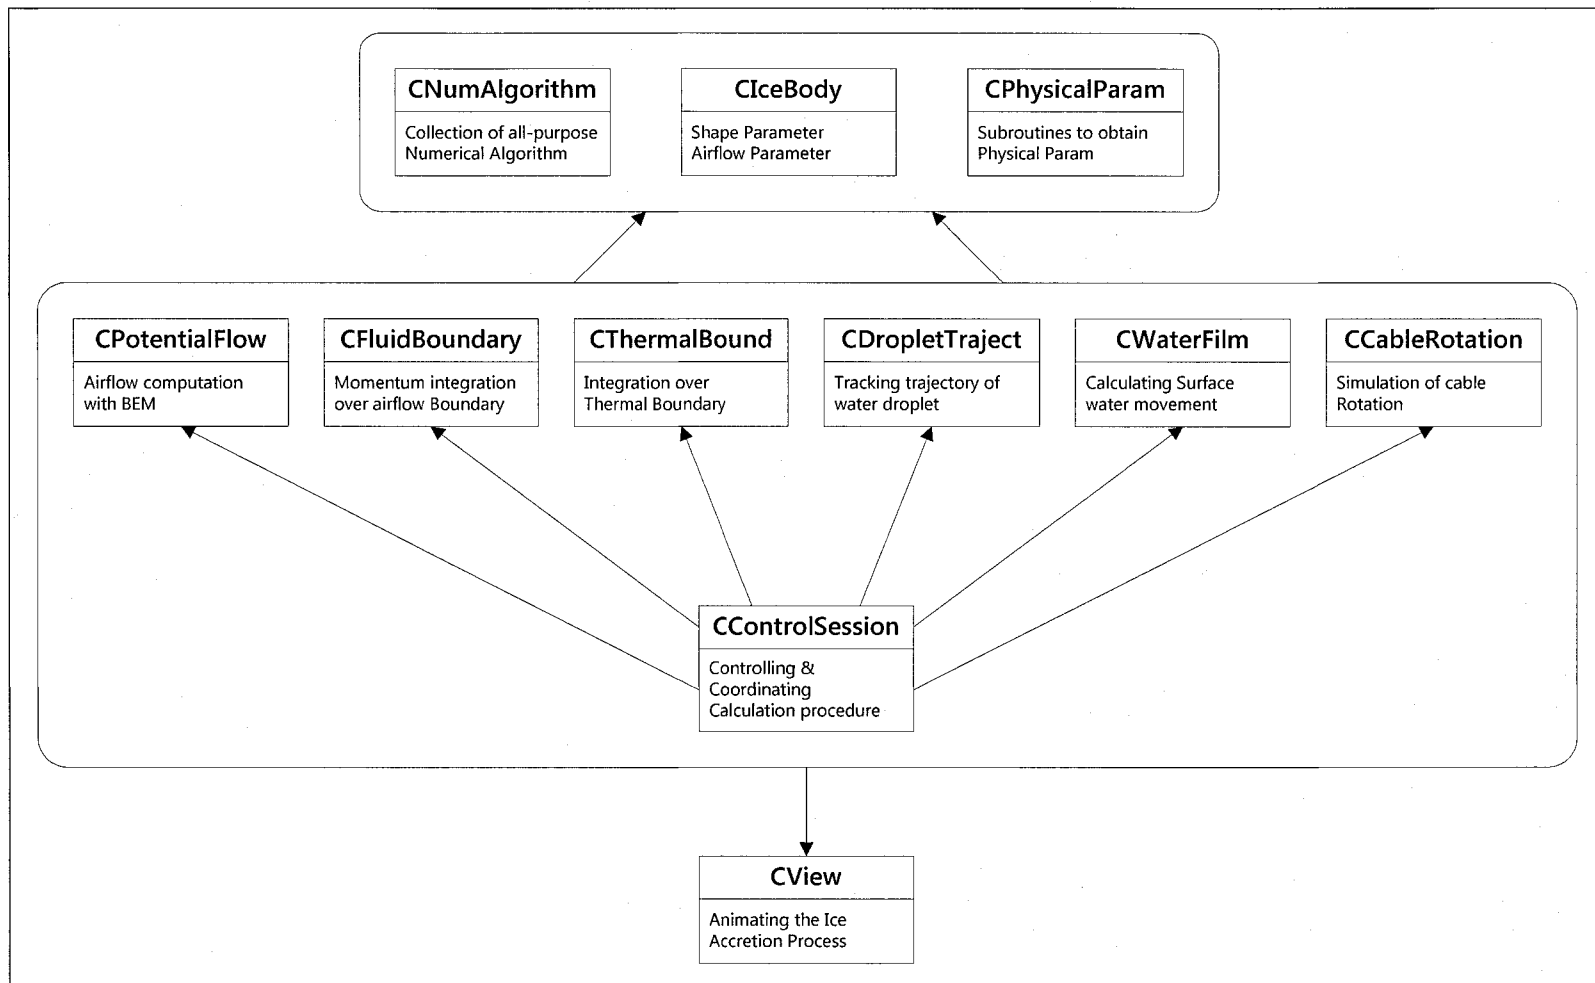 CNumAlgorithm
Collection of all-purpose
Numerical Algorithm
CIceBody
Shape Parameter
Airflow Parameter
CPhysicalParam
Subroutines to obtain
Physical Param
CPotentialFlow
Airflow computation
with BEM
CFluidBoundary
Momentum integration
over airflow Boundary
CThermalBound
Integration over
Thermal Boundary
CDropletTraject
Tracking trajectory of
water droplet
CWaterFilm
Calculating Surface
water movement
CCableRotation
Simulation of cable
Rotation
CControlSession
Controlling &
Coordinating
Calculation procedure
CView
Animating the Ice
Accretion Process